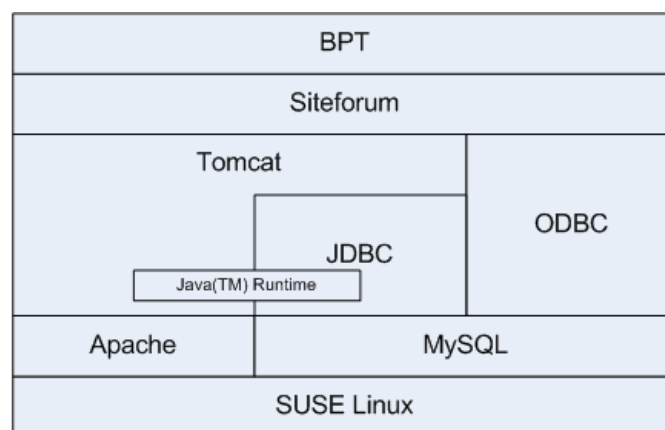 BPT
Siteforum
Tomcat
ODBC
JDBC
Java(TM) Runtime
Apache
MySQL
SUSE Linux